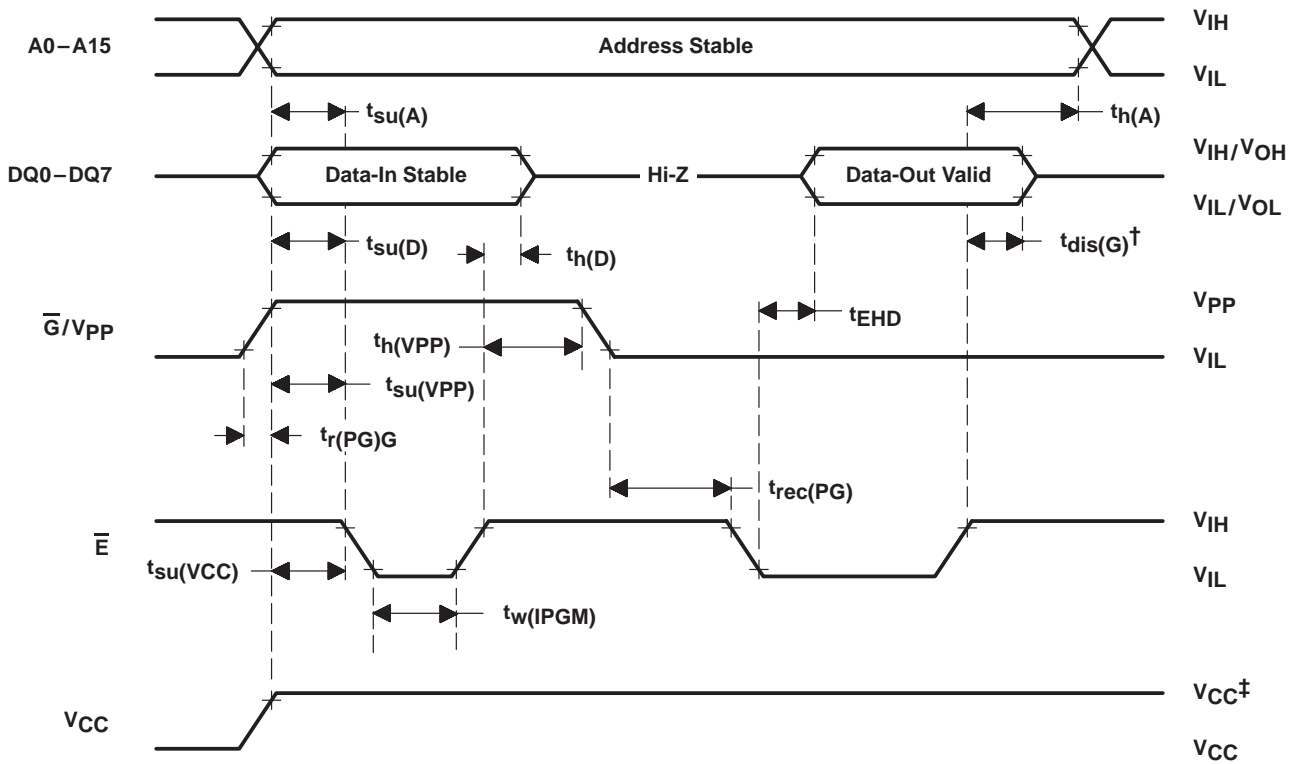 A0–A15
Address Stable
VIH
VIL
tsu(A)
th(A)
DQ0–DQ7
Data-In Stable
Hi-Z
Data-Out Valid
VIH/VOH
VIL/VOL
tsu(D)
th(D)
tdis(G)†
G/VPP
VPP
VIL
tEHD
th(VPP)
tsu(VPP)
tr(PG)G
trec(PG)
E
VIH
VIL
tsu(VCC)
tw(IPGM)
VCC
VCC‡
VCC